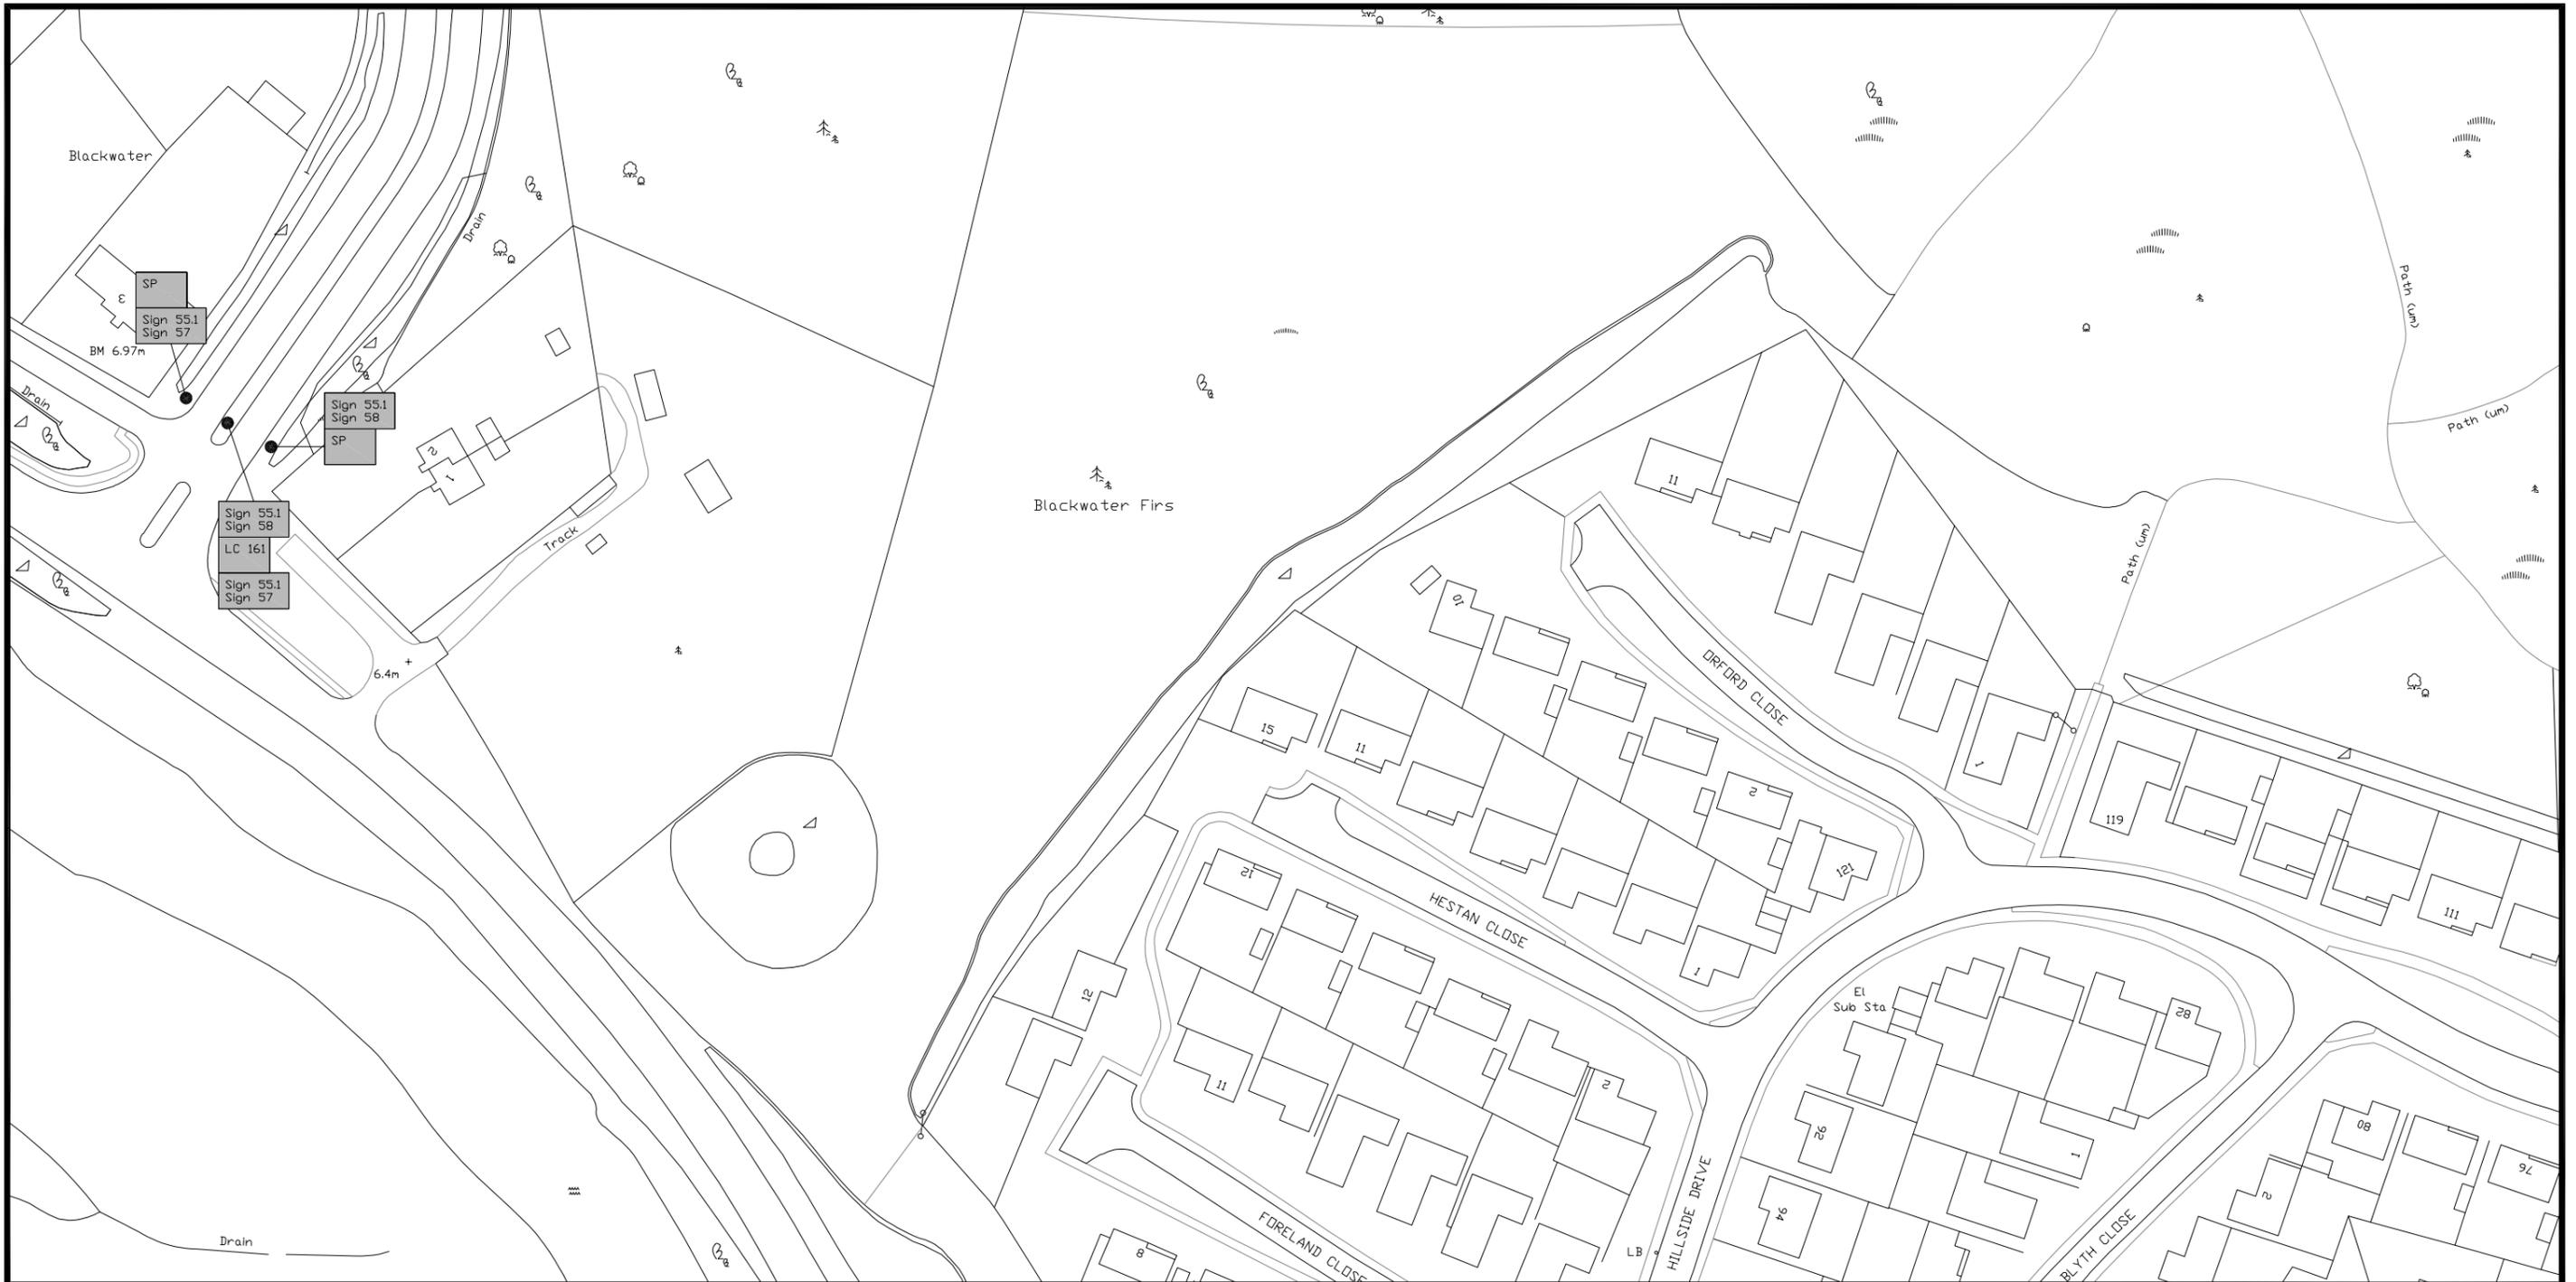 Blackwater
Drain
SP
3
Sign 55.1
Sign 57
BM 6.97m
Drain
Sign 55.1
Sign 58
SP
2
1
Sign 55.1
Sign 58
LC 161
Sign 55.1
Sign 57
Track
6.4m
Blackwater Firs
Path (um)
Path (um)
Path (um)
11
10
ORFORD CLOSE
15
11
2
1
119
111
121
1
HESTAN CLOSE
21
12
11
2
El
Sub Sta
82
92
1
94
80
76
2
8
FORELAND CLOSE
HILLSIDE DRIVE
LB
BLYTH CLOSE
Drain